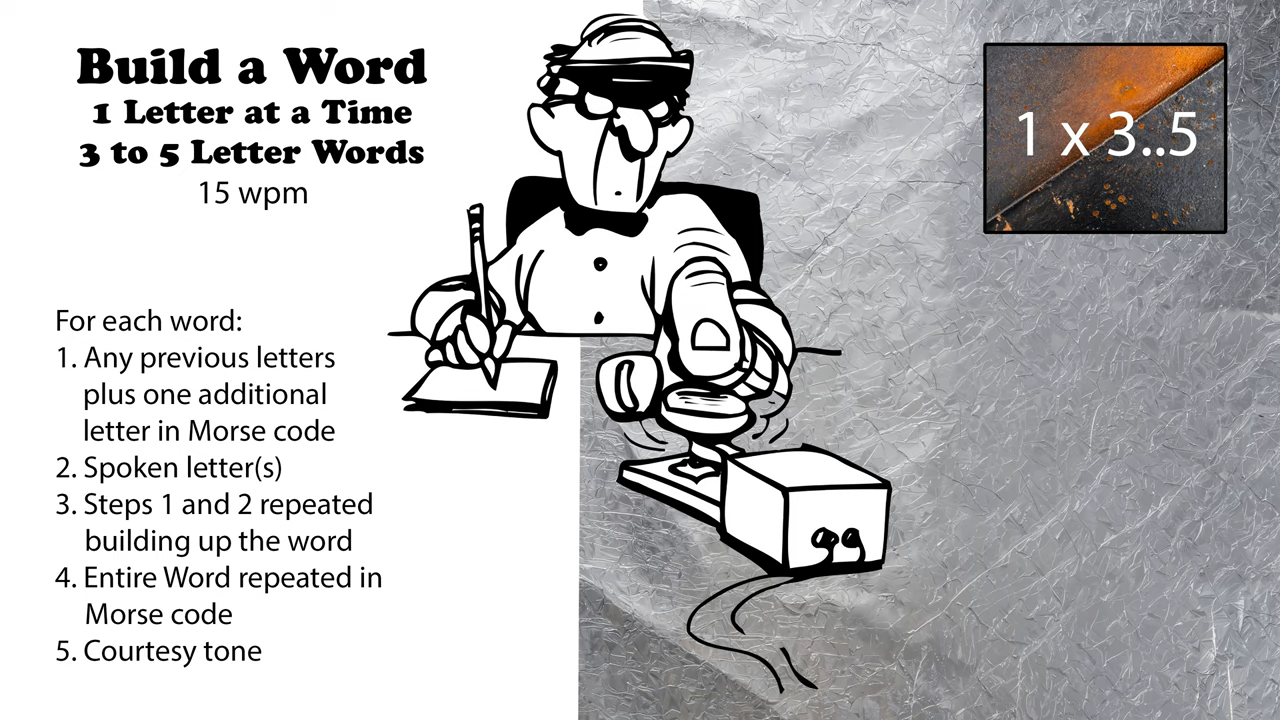 Build a Word
1 Letter at a Time
3 to 5 Letter Words
15 wpm
1 x 3..5
For each word:
1. Any previous letters
plus one additional
letter in Morse code
2. Spoken letter(s)
3. Steps 1 and 2 repeated
building up the word
4. Entire Word repeated in
Morse code
5. Courtesy tone